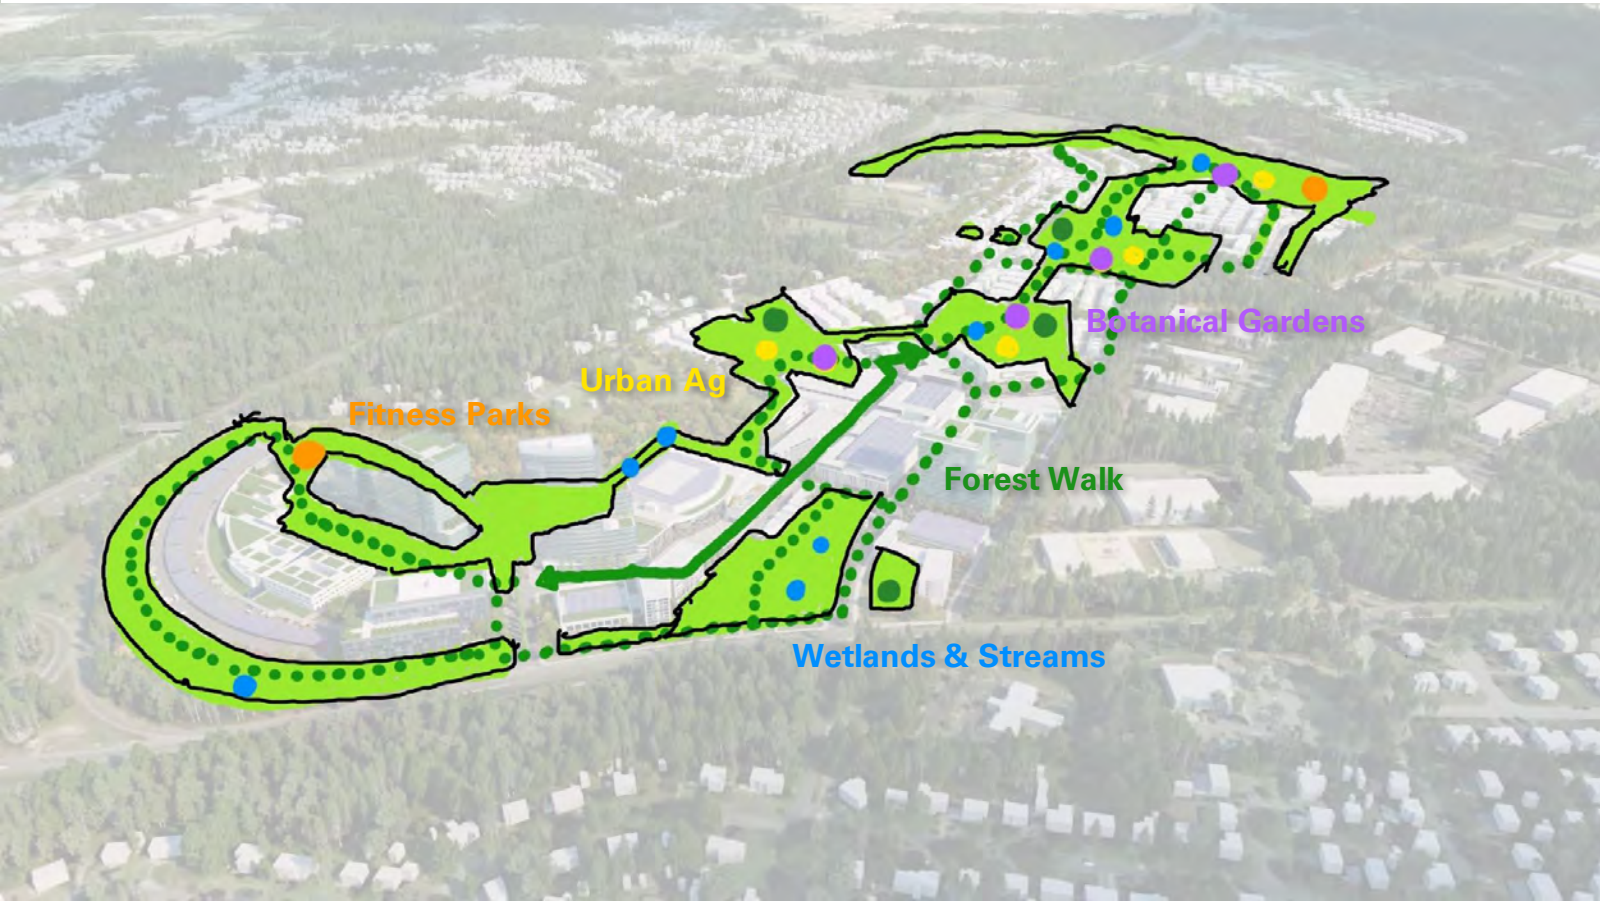 Botanical Gardens
Urban Ag
Fitness Parks
Forest Walk
Wetlands & Streams